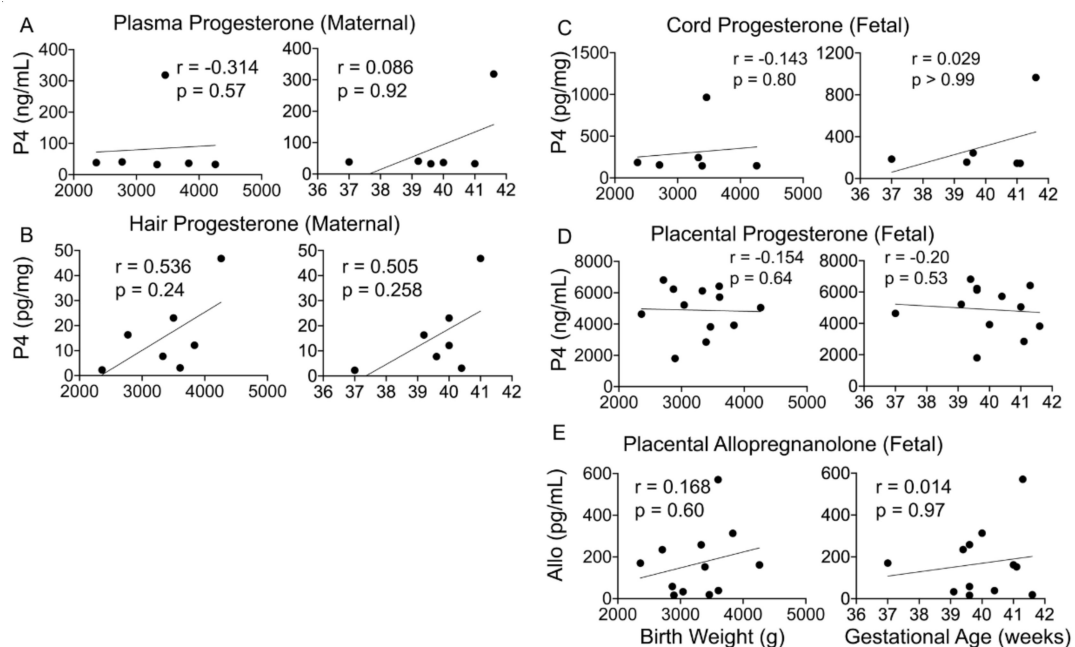 A
Plasma Progesterone (Maternal)
P4 (ng/mL)
400
300
200
100
0
r = -0.314
p = 0.57
2000 3000 4000 5000
400
300
200
100
0
r = 0.086
p = 0.92
36 37 38 39 40 41 42
B
Hair Progesterone (Maternal)
P4 (pg/mg)
50
40
30
20
10
0
r = 0.536
p = 0.24
2000 3000 4000 5000
50
40
30
20
10
0
r = 0.505
p = 0.258
36 37 38 39 40 41 42
C
Cord Progesterone (Fetal)
P4 (pg/mg)
1500
1000
500
0
r = -0.143
p = 0.80
2000 3000 4000 5000
1200
800
400
0
r = 0.029
p > 0.99
36 37 38 39 40 41 42
D
Placental Progesterone (Fetal)
P4 (ng/mL)
8000
6000
4000
2000
0
r = -0.154
p = 0.64
2000 3000 4000 5000
8000
6000
4000
2000
0
r = -0.20
p = 0.53
36 37 38 39 40 41 42
E
Placental Allopregnanolone (Fetal)
Allo (pg/mL)
600
400
200
0
r = 0.168
p = 0.60
2000 3000 4000 5000
Birth Weight (g)
600
400
200
0
r = 0.014
p = 0.97
36 37 38 39 40 41 42
Gestational Age (weeks)